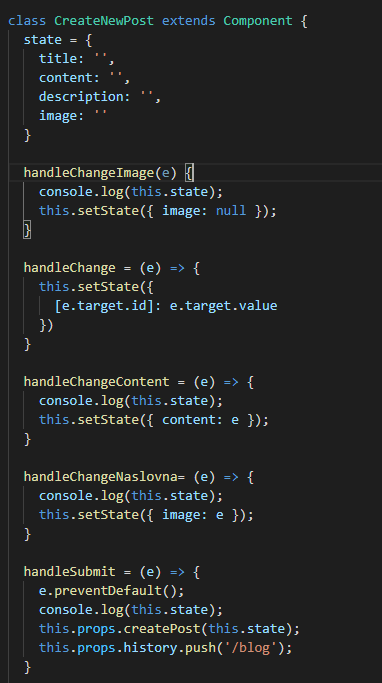 class CreateNewPost extends Component {
  state = {
    title: '',
    content: '',
    description: '',
    image: ''
  }

  handleChangeImage(e) {
    console.log(this.state);
    this.setState({ image: null });
  }

  handleChange = (e) => {
    this.setState({
      [e.target.id]: e.target.value
    })
  }

  handleChangeContent = (e) => {
    console.log(this.state);
    this.setState({ content: e });
  }

  handleChangeNaslovna= (e) => {
    console.log(this.state);
    this.setState({ image: e });
  }

  handleSubmit = (e) => {
    e.preventDefault();
    console.log(this.state);
    this.props.createPost(this.state);
    this.props.history.push('/blog');
  }